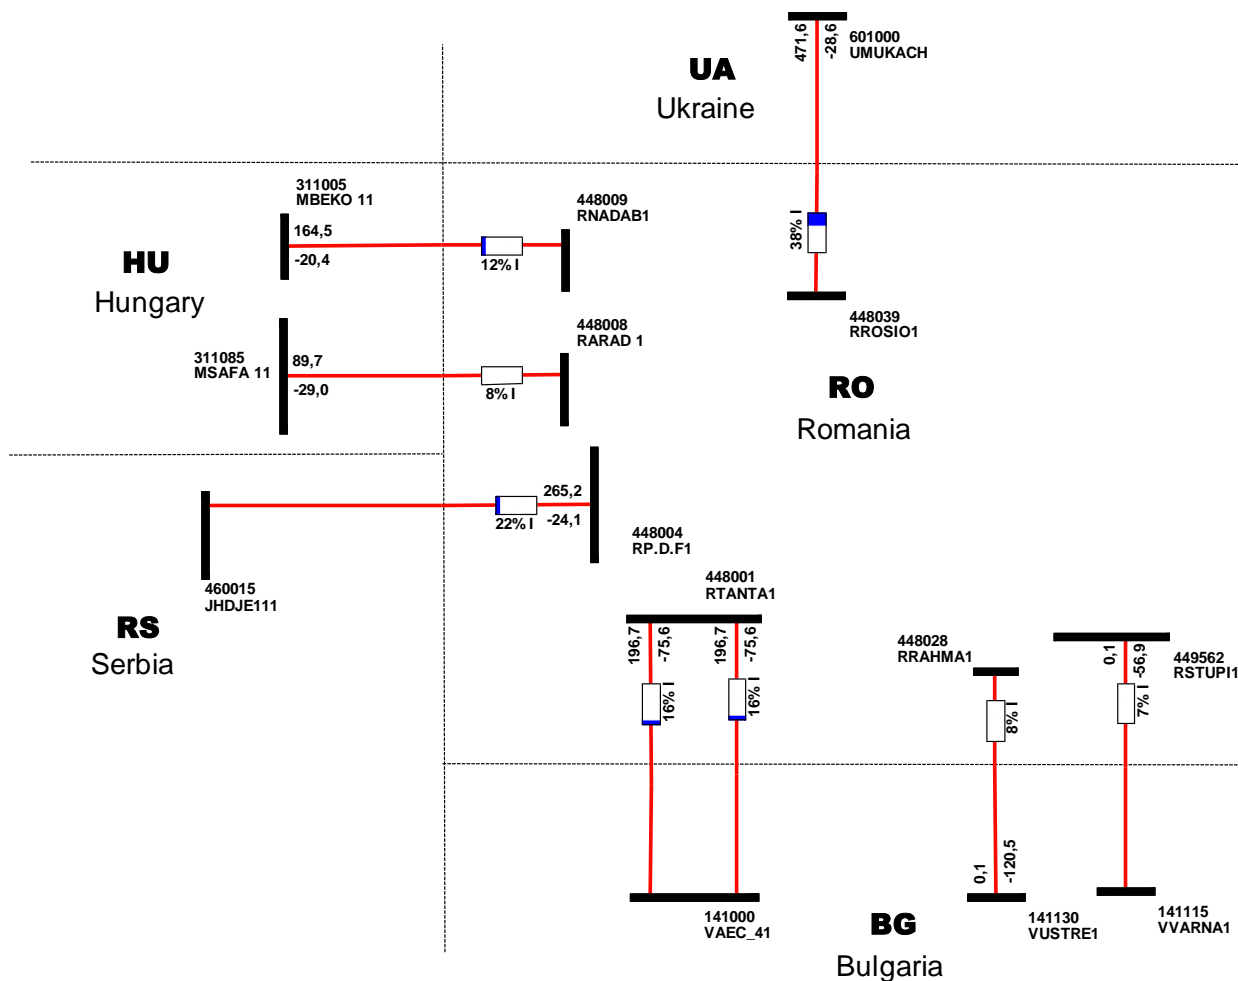 471,6
-28,6
601000
UMUKACH
UA
Ukraine
311005
MBEKO 11
164,5
-20,4
12% I
448009
RNADAB1
38% I
448039
RROSIO1
HU
Hungary
311085
MSAFA 11
89,7
-29,0
8% I
448008
RARAD 1
RO
Romania
265,2
-24,1
22% I
448004
RP.D.F1
460015
JHDJE111
RS
Serbia
448001
RTANTA1
196,7
-75,6
16% I
196,7
-75,6
16% I
448028
RRAHMA1
8% I
0,1
-56,9
7% I
449562
RSTUPI1
0,1
-120,5
141000
VAEC_41
BG
Bulgaria
141130
VUSTRE1
141115
VVARNA1